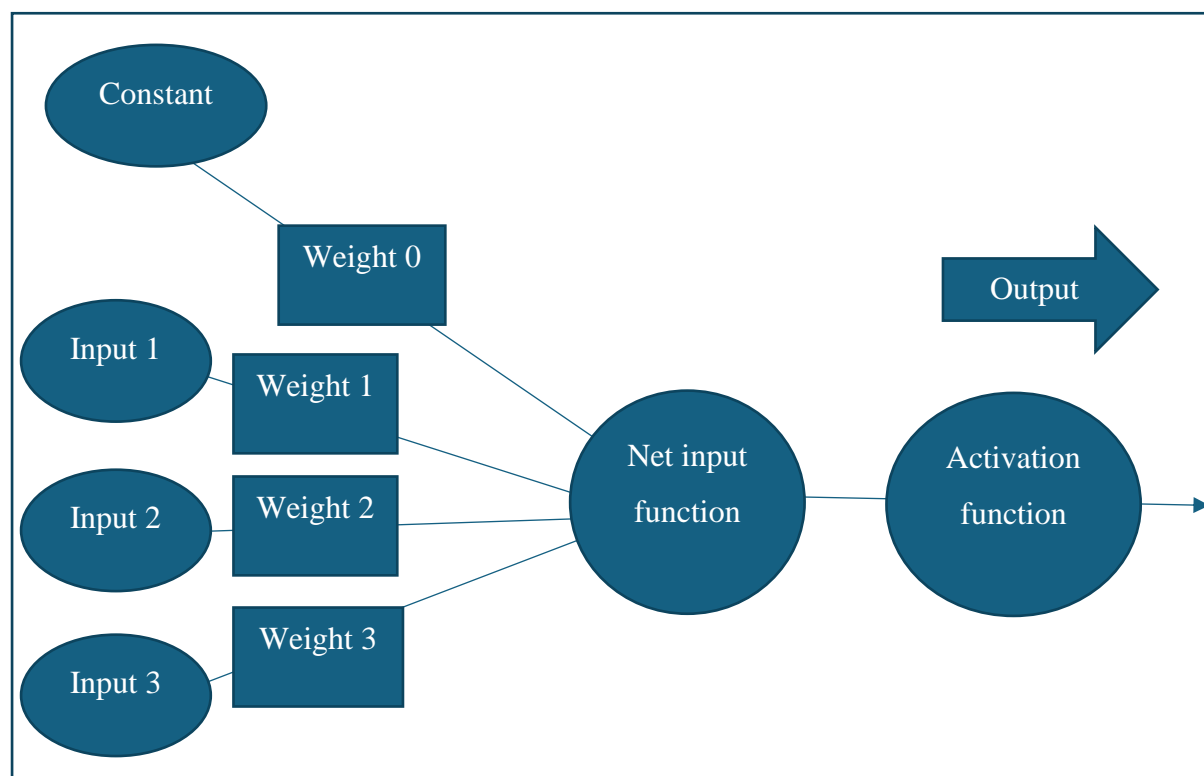 Constant
Weight 0
Output
Input 1
Weight 1
Net input
function
Activation
function
Input 2
Weight 2
Input 3
Weight 3